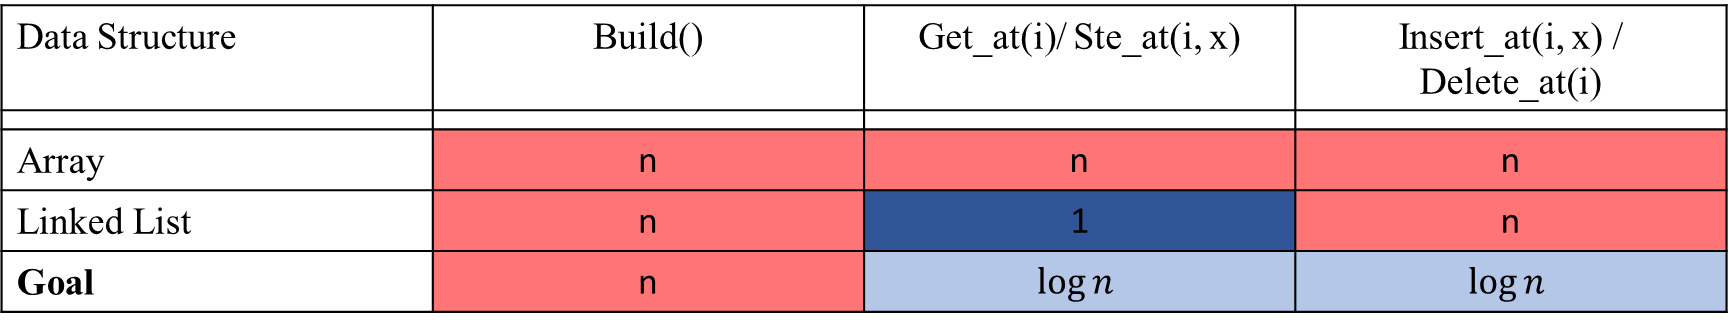 Data Structure Build() Get_at(i)/ Ste_at(i, x) Insert_at(i, x) /
Delete_at(i)
Array n n n
Linked List n 1 n
Goal n log n log n